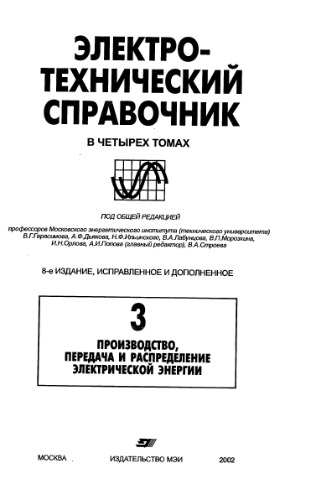 ЭЛЕКТРО-
ТЕХНИЧЕСКИЙ
СПРАВОЧНИК
В ЧЕТЫРЕХ ТОМАХ
ПОД ОБЩЕЙ РЕДАКЦИЕЙ
профессоров Московского энергетического института (технического университета)
В.Г.Герасимова, А.Ф.Дьякова, Н.Ф.Ильинского, В.А.Лабунцова, В.П.Морозкина,
И.Н.Орлова, А.И.Попова (главный редактор), В.А.Строева
8-е ИЗДАНИЕ, ИСПРАВЛЕННОЕ И ДОПОЛНЕННОЕ
3
ПРОИЗВОДСТВО,
ПЕРЕДАЧА И РАСПРЕДЕЛЕНИЕ
ЭЛЕКТРИЧЕСКОЙ ЭНЕРГИИ
МОСКВА ИЗДАТЕЛЬСТВО МЭИ 2002